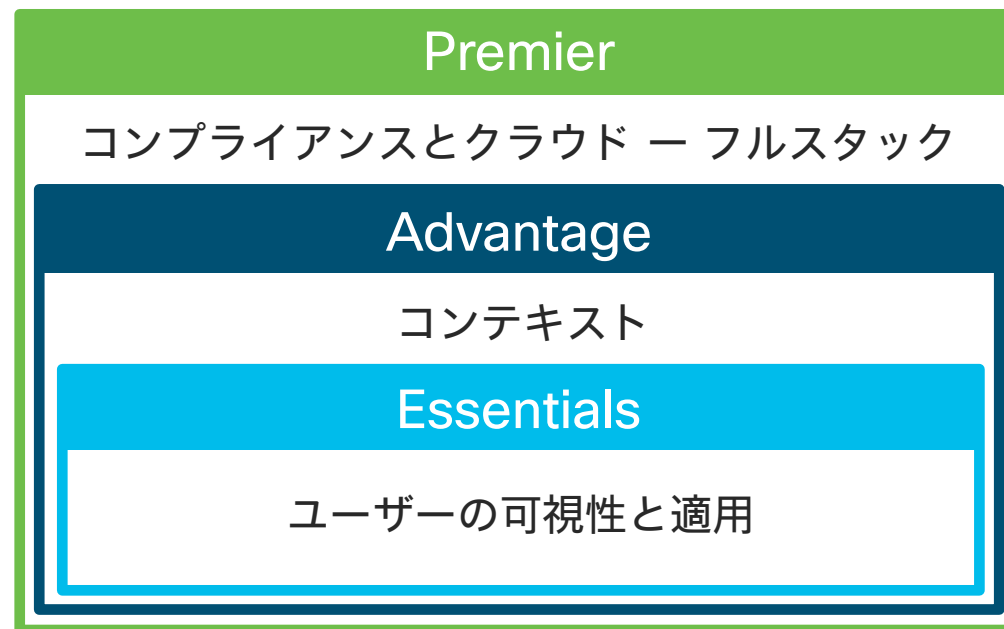 Premier
コンプライアンスとクラウド ー フルスタック
Advantage
コンテキスト
Essentials
ユーザーの可視性と適用